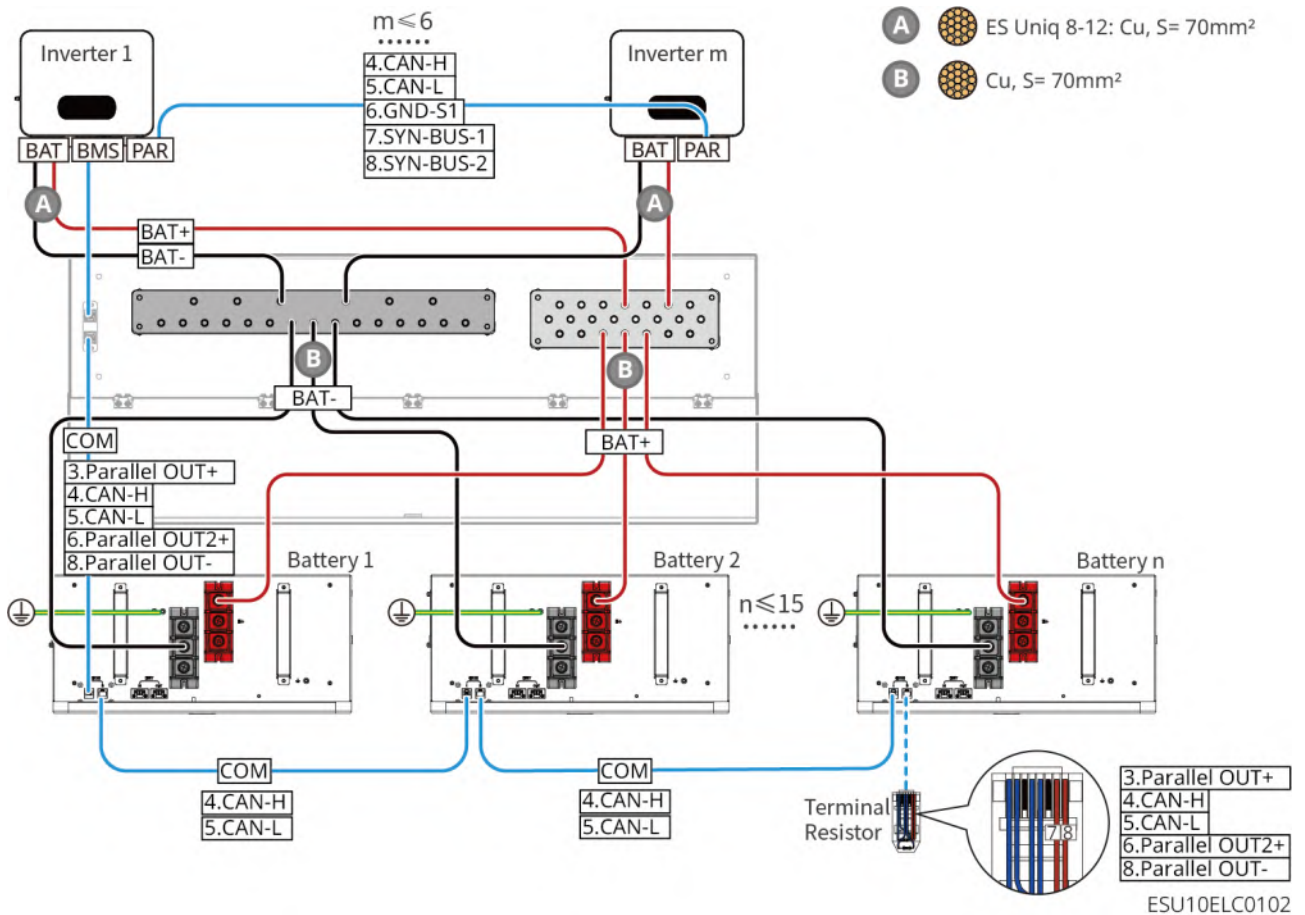 m≤6
......
A ES Uniq 8-12: Cu, S= 70mm²
B Cu, S= 70mm²
Inverter 1
Inverter m
4.CAN-H
5.CAN-L
6.GND-S1
7.SYN-BUS-1
8.SYN-BUS-2
BAT BMS PAR
BAT PAR
A
A
BAT+
BAT-
B
B
BAT-
BAT+
COM
3.Parallel OUT+
4.CAN-H
5.CAN-L
6.Parallel OUT2+
8.Parallel OUT-
Battery 1
Battery 2
Battery n
n≤15
......
COM
4.CAN-H
5.CAN-L
COM
4.CAN-H
5.CAN-L
Terminal
Resistor
7 8
3.Parallel OUT+
4.CAN-H
5.CAN-L
6.Parallel OUT2+
8.Parallel OUT-
ESU10ELC0102